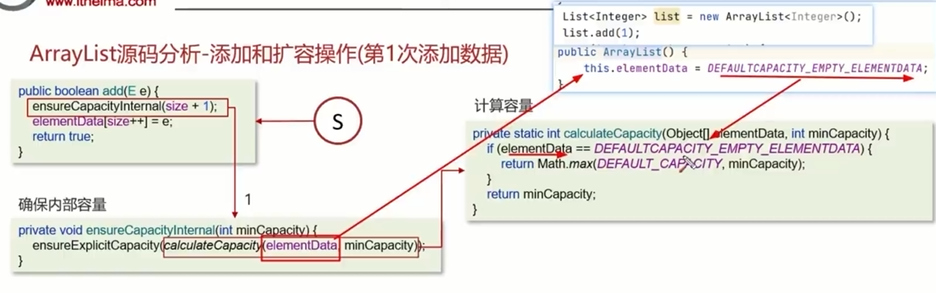 www.itheima.com
List<Integer> list = new ArrayList<Integer>();
list.add(1);
public ArrayList() {
this.elementData = DEFAULTCAPACITY_EMPTY_ELEMENTDATA;
}
ArrayList源码分析-添加和扩容操作(第1次添加数据)
public boolean add(E e) {
ensureCapacityInternal(size + 1);
elementData[size++] = e;
return true;
}
S
计算容量
private static int calculateCapacity(Object[] elementData, int minCapacity) {
if (elementData == DEFAULTCAPACITY_EMPTY_ELEMENTDATA) {
return Math.max(DEFAULT_CAPACITY, minCapacity);
}
return minCapacity;
}
1
确保内部容量
private void ensureCapacityInternal(int minCapacity) {
ensureExplicitCapacity(calculateCapacity(elementData, minCapacity));
}